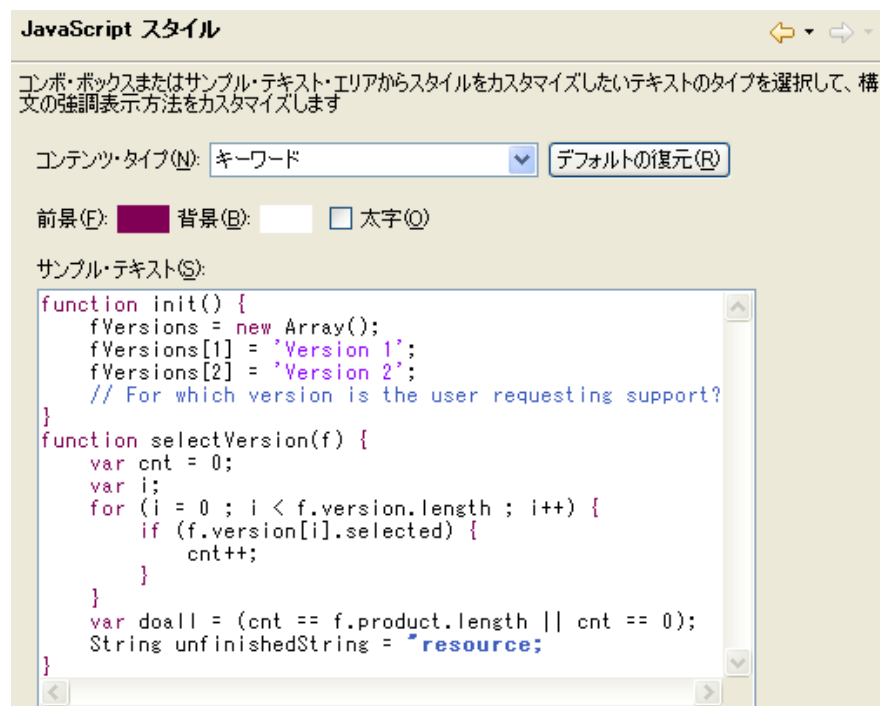 JavaScript スタイル
コンボ・ボックスまたはサンプル・テキスト・エリアからスタイルをカスタマイズしたいテキストのタイプを選択して、構
文の強調表示方法をカスタマイズします
コンテンツ・タイプ(N): キーワード デフォルトの復元(R)
前景(F): 背景(B): 太字(O)
サンプル・テキスト(S):
function init() {
    fVersions = new Array();
    fVersions[1] = 'Version 1';
    fVersions[2] = 'Version 2';
    // For which version is the user requesting support?
}
function selectVersion(f) {
    var cnt = 0;
    var i;
    for (i = 0 ; i < f.version.length ; i++) {
        if (f.version[i].selected) {
            cnt++;
        }
    }
    var doall = (cnt == f.product.length || cnt == 0);
    String unfinishedString = "resource;
}